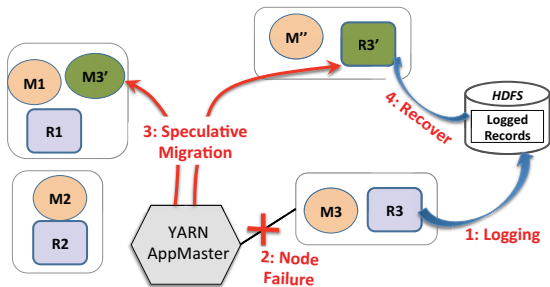 M1
M3'
R1
M''
R3'
HDFS
Logged
Records
4: Recover
3: Speculative
Migration
M2
R2
YARN
AppMaster
M3
R3
2: Node
Failure
1: Logging